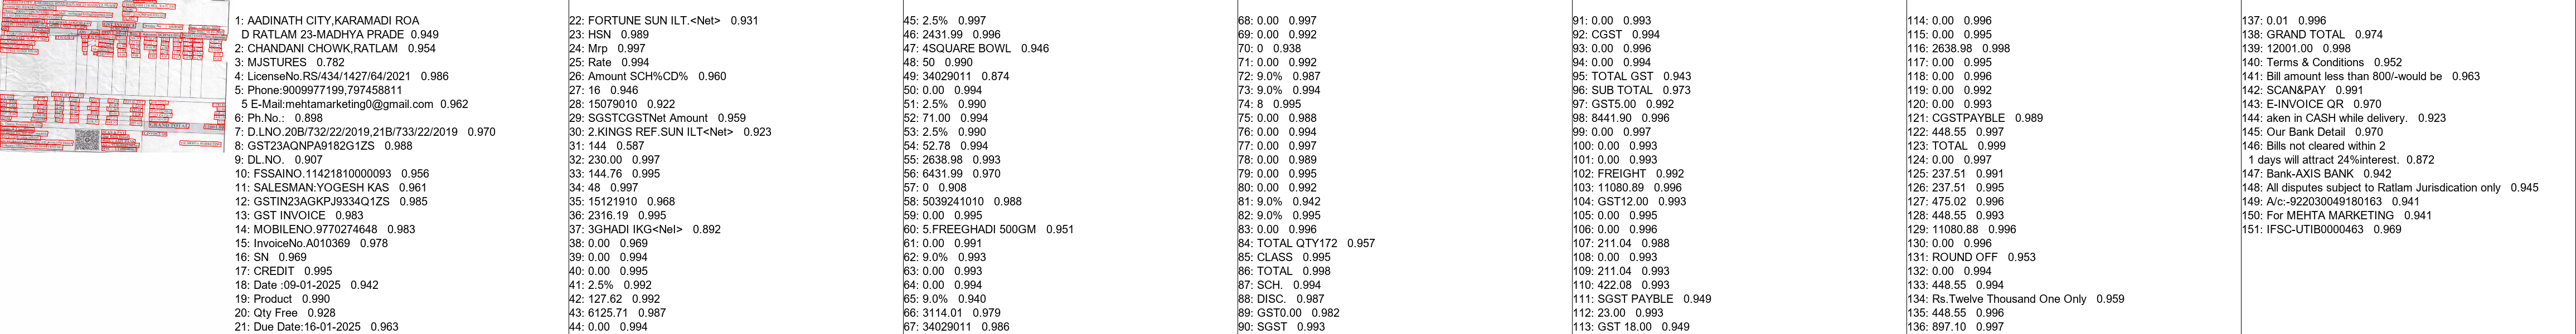 1: AADINATH CITY,KARAMADI ROA
D RATLAM 23-MADHYA PRADE 0.949
2: CHANDANI CHOWK,RATLAM 0.954
3: MJSTURES 0.782
4: LicenseNo.RS/434/1427/64/2021 0.986
5: Phone:9009977199,797458811
5 E-Mail:mehtamarketing0@gmail.com 0.962
6: Ph.No.: 0.898
7: D.LNO.20B/732/22/2019,21B/733/22/2019 0.970
8: GST23AQNPA9182G1ZS 0.988
9: DL.NO. 0.907
10: FSSAINO.11421810000093 0.956
11: SALESMAN:YOGESH KAS 0.961
12: GSTIN23AGKPJ9334Q1ZS 0.985
13: GST INVOICE 0.983
14: MOBILENO.9770274648 0.983
15: InvoiceNo.A010369 0.978
16: SN 0.969
17: CREDIT 0.995
18: Date :09-01-2025 0.942
19: Product 0.990
20: Qty Free 0.928
21: Due Date:16-01-2025 0.963
22: FORTUNE SUN ILT.<Net> 0.931
23: HSN 0.989
24: Mrp 0.997
25: Rate 0.994
26: Amount SCH%CD% 0.960
27: 16 0.946
28: 15079010 0.922
29: SGSTCGSTNet Amount 0.959
30: 2.KINGS REF.SUN ILT<Net> 0.923
31: 144 0.587
32: 230.00 0.997
33: 144.76 0.995
34: 48 0.997
35: 15121910 0.968
36: 2316.19 0.995
37: 3GHADI IKG<Nel> 0.892
38: 0.00 0.969
39: 0.00 0.994
40: 0.00 0.995
41: 2.5% 0.992
42: 127.62 0.992
43: 6125.71 0.987
44: 0.00 0.994
45: 2.5% 0.997
46: 2431.99 0.996
47: 4SQUARE BOWL 0.946
48: 50 0.990
49: 34029011 0.874
50: 0.00 0.994
51: 2.5% 0.990
52: 71.00 0.994
53: 2.5% 0.990
54: 52.78 0.994
55: 2638.98 0.993
56: 6431.99 0.970
57: 0 0.908
58: 5039241010 0.988
59: 0.00 0.995
60: 5.FREEGHADI 500GM 0.951
61: 0.00 0.991
62: 9.0% 0.993
63: 0.00 0.993
64: 0.00 0.994
65: 9.0% 0.940
66: 3114.01 0.979
67: 34029011 0.986
68: 0.00 0.997
69: 0.00 0.992
70: 0 0.938
71: 0.00 0.992
72: 9.0% 0.987
73: 9.0% 0.994
74: 8 0.995
75: 0.00 0.988
76: 0.00 0.994
77: 0.00 0.997
78: 0.00 0.989
79: 0.00 0.995
80: 0.00 0.992
81: 9.0% 0.942
82: 9.0% 0.995
83: 0.00 0.996
84: TOTAL QTY172 0.957
85: CLASS 0.995
86: TOTAL 0.998
87: SCH. 0.994
88: DISC. 0.987
89: GST0.00 0.982
90: SGST 0.993
91: 0.00 0.993
92: CGST 0.994
93: 0.00 0.996
94: 0.00 0.994
95: TOTAL GST 0.943
96: SUB TOTAL 0.973
97: GST5.00 0.992
98: 8441.90 0.996
99: 0.00 0.997
100: 0.00 0.993
101: 0.00 0.993
102: FREIGHT 0.992
103: 11080.89 0.996
104: GST12.00 0.993
105: 0.00 0.995
106: 0.00 0.996
107: 211.04 0.988
108: 0.00 0.993
109: 211.04 0.993
110: 422.08 0.993
111: SGST PAYBLE 0.949
112: 23.00 0.993
113: GST 18.00 0.949
114: 0.00 0.996
115: 0.00 0.995
116: 2638.98 0.998
117: 0.00 0.995
118: 0.00 0.996
119: 0.00 0.992
120: 0.00 0.993
121: CGSTPAYBLE 0.989
122: 448.55 0.997
123: TOTAL 0.999
124: 0.00 0.997
125: 237.51 0.991
126: 237.51 0.995
127: 475.02 0.996
128: 448.55 0.993
129: 11080.88 0.996
130: 0.00 0.996
131: ROUND OFF 0.953
132: 0.00 0.994
133: 448.55 0.994
134: Rs.Twelve Thousand One Only 0.959
135: 448.55 0.996
136: 897.10 0.997
137: 0.01 0.996
138: GRAND TOTAL 0.974
139: 12001.00 0.998
140: Terms & Conditions 0.952
141: Bill amount less than 800/-would be 0.963
142: SCAN&PAY 0.991
143: E-INVOICE QR 0.970
144: aken in CASH while delivery. 0.923
145: Our Bank Detail 0.970
146: Bills not cleared within 2
1 days will attract 24%interest. 0.872
147: Bank-AXIS BANK 0.942
148: All disputes subject to Ratlam Jurisdication only 0.945
149: A/c:-922030049180163 0.941
150: For MEHTA MARKETING 0.941
151: IFSC-UTIB0000463 0.969